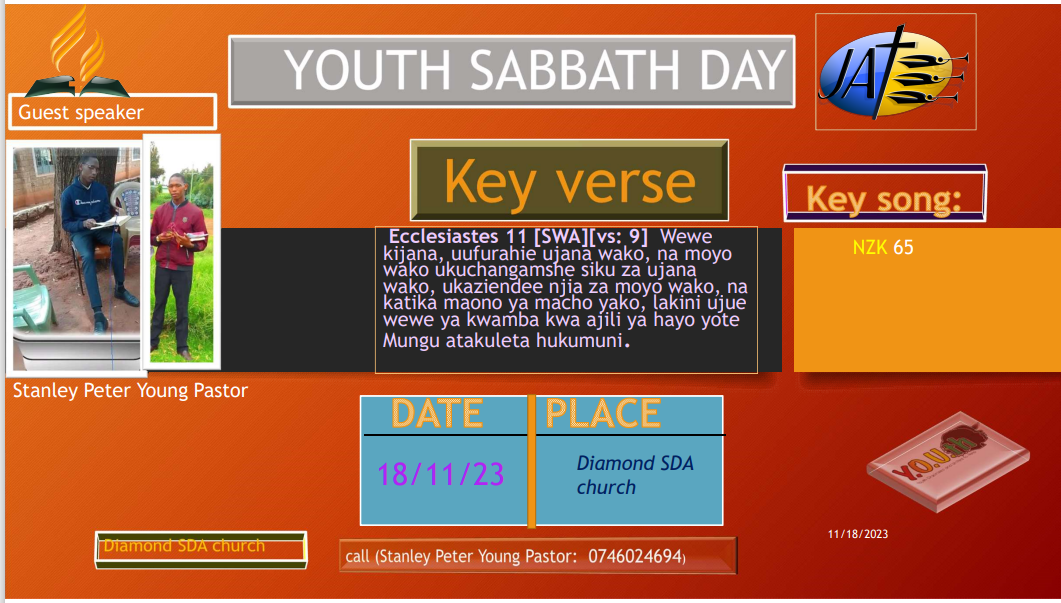 YOUTH SABBATH DAY
JA
Guest speaker
Key verse
Key song:
Ecclesiastes 11 [SWA][vs: 9] Wewe
kijana, uufurahie ujana wako, na moyo
wako ukuchangamshe siku za ujana
wako, ukaziendee njia za moyo wako, na
katika maono ya macho yako, lakini ujue
wewe ya kwamba kwa ajili ya hayo yote
Mungu atakuleta hukumuni.
NZK 65
Stanley Peter Young Pastor
DATE PLACE
18/11/23
Diamond SDA
church
Y.O.U.th
11/18/2023
Diamond SDA church
call (Stanley Peter Young Pastor: 0746024694)